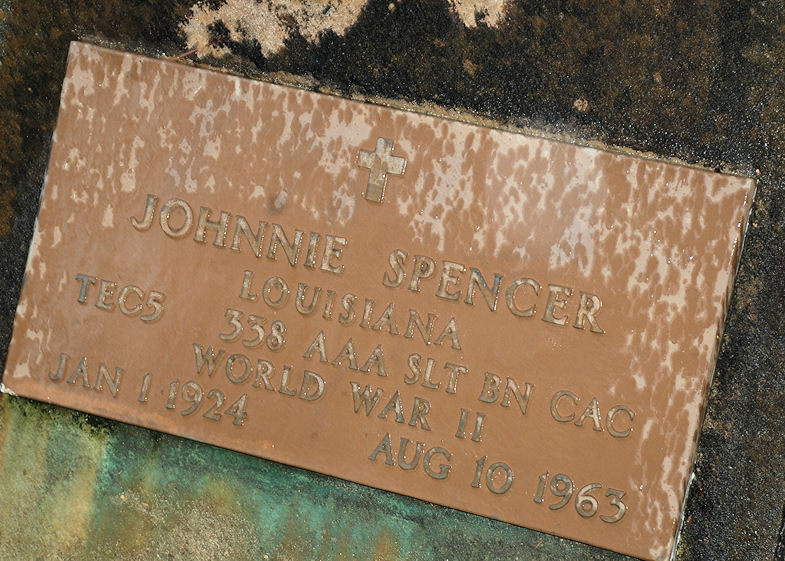 JOHNNIE SPENCER
LOUISIANA
TEC5 338 AAA SLT BN CAC
WORLD WAR II
JAN 1 1924 AUG 10 1963